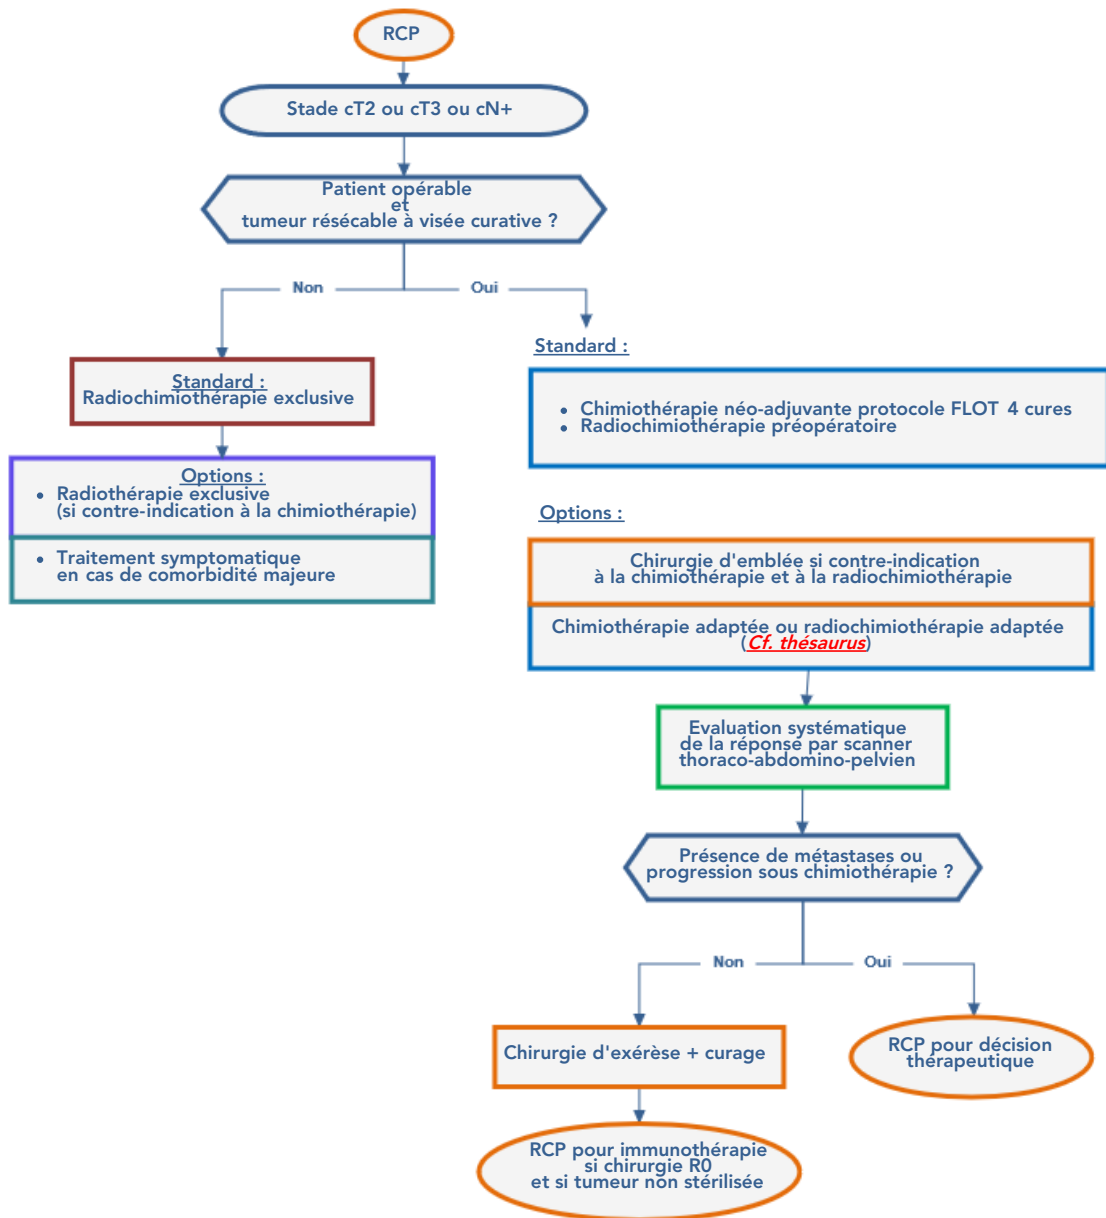 RCP
Stade cT2 ou cT3 ou cN+
Patient opérable
et
tumeur résécable à visée curative ?
Non
Oui
Standard :
Radiochimiothérapie exclusive
Options :
• Radiothérapie exclusive
(si contre-indication à la chimiothérapie)
• Traitement symptomatique
en cas de comorbidité majeure
Standard :
• Chimiothérapie néo-adjuvante protocole FLOT 4 cures
• Radiochimiothérapie préopératoire
Options :
Chirurgie d'emblée si contre-indication
à la chimiothérapie et à la radiochimiothérapie
Chimiothérapie adaptée ou radiochimiothérapie adaptée
(Cf. thésaurus)
Evaluation systématique
de la réponse par scanner
thoraco-abdomino-pelvien
Présence de métastases ou
progression sous chimiothérapie ?
Non
Oui
Chirurgie d'exérèse + curage
RCP pour décision
thérapeutique
RCP pour immunothérapie
si chirurgie R0
et si tumeur non stérilisée